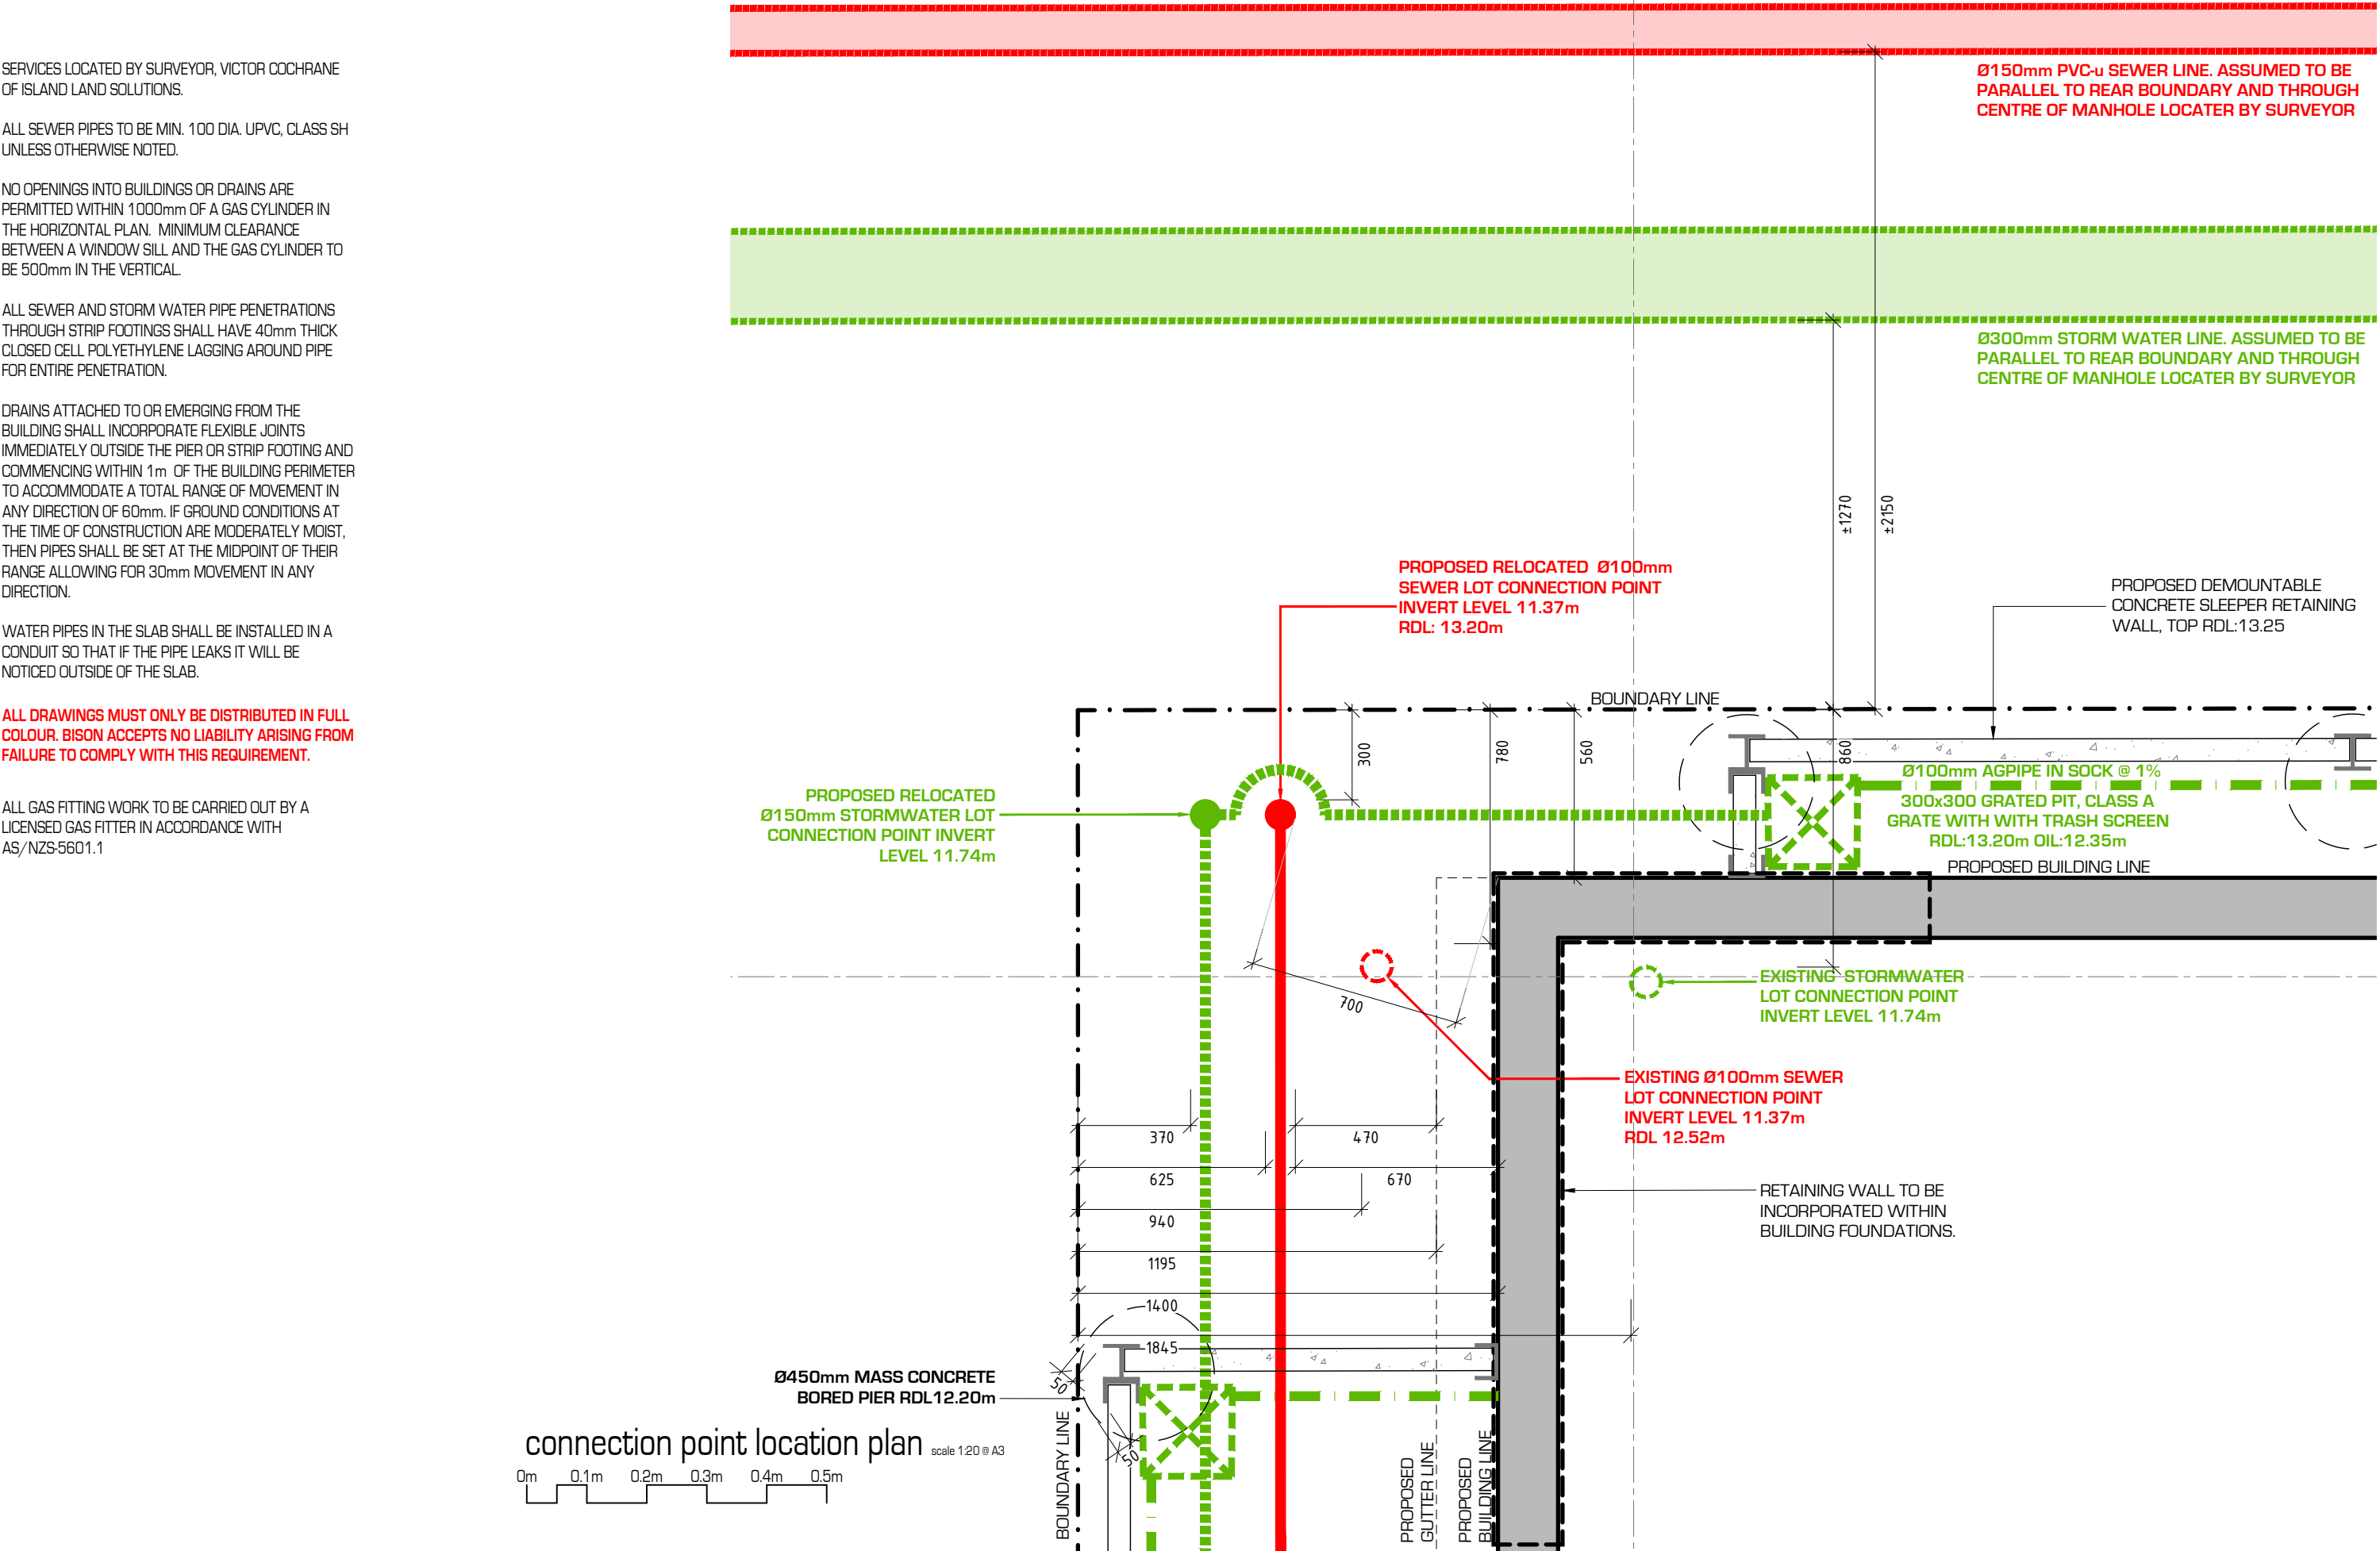 SERVICES LOCATED BY SURVEYOR, VICTOR COCHRANE
OF ISLAND LAND SOLUTIONS.
ALL SEWER PIPES TO BE MIN. 100 DIA. UPVC, CLASS SH
UNLESS OTHERWISE NOTED.
NO OPENINGS INTO BUILDINGS OR DRAINS ARE
PERMITTED WITHIN 1000mm OF A GAS CYLINDER IN
THE HORIZONTAL PLAN. MINIMUM CLEARANCE
BETWEEN A WINDOW SILL AND THE GAS CYLINDER TO
BE 500mm IN THE VERTICAL.
ALL SEWER AND STORM WATER PIPE PENETRATIONS
THROUGH STRIP FOOTINGS SHALL HAVE 40mm THICK
CLOSED CELL POLYETHYLENE LAGGING AROUND PIPE
FOR ENTIRE PENETRATION.
DRAINS ATTACHED TO OR EMERGING FROM THE
BUILDING SHALL INCORPORATE FLEXIBLE JOINTS
IMMEDIATELY OUTSIDE THE PIER OR STRIP FOOTING AND
COMMENCING WITHIN 1m OF THE BUILDING PERIMETER
TO ACCOMMODATE A TOTAL RANGE OF MOVEMENT IN
ANY DIRECTION OF 60mm. IF GROUND CONDITIONS AT
THE TIME OF CONSTRUCTION ARE MODERATELY MOIST,
THEN PIPES SHALL BE SET AT THE MIDPOINT OF THEIR
RANGE ALLOWING FOR 30mm MOVEMENT IN ANY
DIRECTION.
WATER PIPES IN THE SLAB SHALL BE INSTALLED IN A
CONDUIT SO THAT IF THE PIPE LEAKS IT WILL BE
NOTICED OUTSIDE OF THE SLAB.
ALL DRAWINGS MUST ONLY BE DISTRIBUTED IN FULL
COLOUR. BISON ACCEPTS NO LIABILITY ARISING FROM
FAILURE TO COMPLY WITH THIS REQUIREMENT.
ALL GAS FITTING WORK TO BE CARRIED OUT BY A
LICENSED GAS FITTER IN ACCORDANCE WITH
AS/NZS-5601.1
Ø150mm PVC-u SEWER LINE. ASSUMED TO BE
PARALLEL TO REAR BOUNDARY AND THROUGH
CENTRE OF MANHOLE LOCATER BY SURVEYOR
Ø300mm STORM WATER LINE. ASSUMED TO BE
PARALLEL TO REAR BOUNDARY AND THROUGH
CENTRE OF MANHOLE LOCATER BY SURVEYOR
±1270
±2150
PROPOSED RELOCATED Ø100mm
SEWER LOT CONNECTION POINT
INVERT LEVEL 11.37m
RDL: 13.20m
PROPOSED DEMOUNTABLE
CONCRETE SLEEPER RETAINING
WALL, TOP RDL:13.25
BOUNDARY LINE
300
780
560
860
PROPOSED RELOCATED
Ø150mm STORMWATER LOT
CONNECTION POINT INVERT
LEVEL 11.74m
Ø100mm AGPIPE IN SOCK @ 1%
300x300 GRATED PIT, CLASS A
GRATE WITH WITH TRASH SCREEN
RDL:13.20m OIL:12.35m
PROPOSED BUILDING LINE
700
EXISTING STORMWATER
LOT CONNECTION POINT
INVERT LEVEL 11.74m
EXISTING Ø100mm SEWER
LOT CONNECTION POINT
INVERT LEVEL 11.37m
RDL 12.52m
370
470
625
670
940
1195
1400
1845
RETAINING WALL TO BE
INCORPORATED WITHIN
BUILDING FOUNDATIONS.
Ø450mm MASS CONCRETE
BORED PIER RDL12.20m
50
50
BOUNDARY LINE
PROPOSED
GUTTER LINE
PROPOSED
BUILDING LINE
connection point location plan scale 1:20 @ A3
0m 0.1m 0.2m 0.3m 0.4m 0.5m